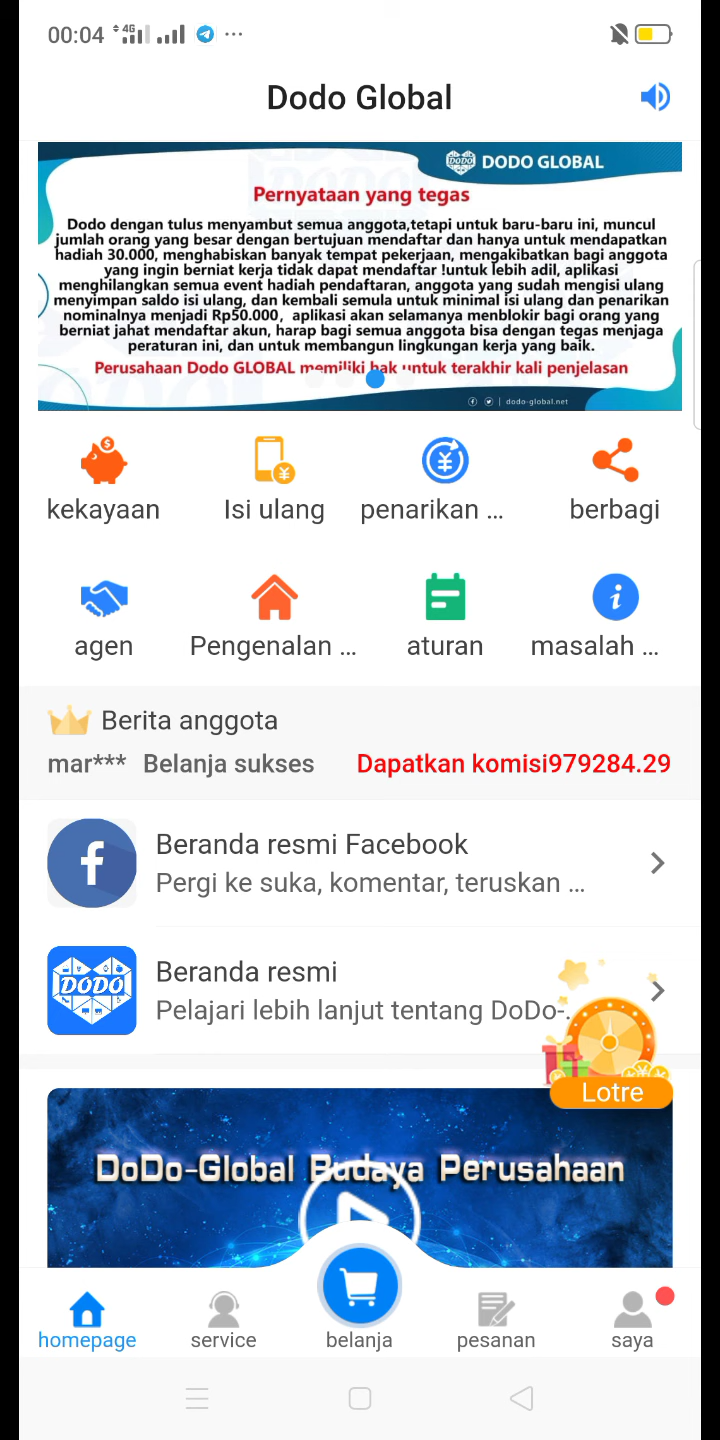 00:04 4G ...
Dodo Global
DODO DODO GLOBAL
Pernyataan yang tegas
Dodo dengan tulus menyambut semua anggota,tetapi untuk baru-baru ini, muncul
jumlah orang yang besar dengan bertujuan mendaftar dan hanya untuk mendapatkan
hadiah 30.000, menghabiskan banyak tempat pekerjaan, mengakibatkan bagi anggota
yang ingin berniat kerja tidak dapat mendaftar !untuk lebih adil, aplikasi
menghilangkan semua event hadiah pendaftaran, anggota yang sudah mengisi ulang
menyimpan saldo isi ulang, dan kembali semula untuk minimal isi ulang dan penarikan
nominalnya menjadi Rp50.000, aplikasi akan selamanya menblokir bagi orang yang
berniat jahat mendaftar akun, harap bagi semua anggota bisa dengan tegas menjaga
peraturan ini, dan untuk membangun lingkungan kerja yang baik.
Perusahaan Dodo GLOBAL memiliki hak untuk terakhir kali penjelasan
dodo-global.net
kekayaan Isi ulang penarikan ... berbagi
agen Pengenalan ... aturan masalah ...
Berita anggota
mar*** Belanja sukses Dapatkan komisi979284.29
Beranda resmi Facebook
Pergi ke suka, komentar, teruskan ...
DODO
Beranda resmi
Pelajari lebih lanjut tentang DoDo-.
Lotre
DoDo-Global Budaya Perusahaan
homepage service belanja pesanan saya